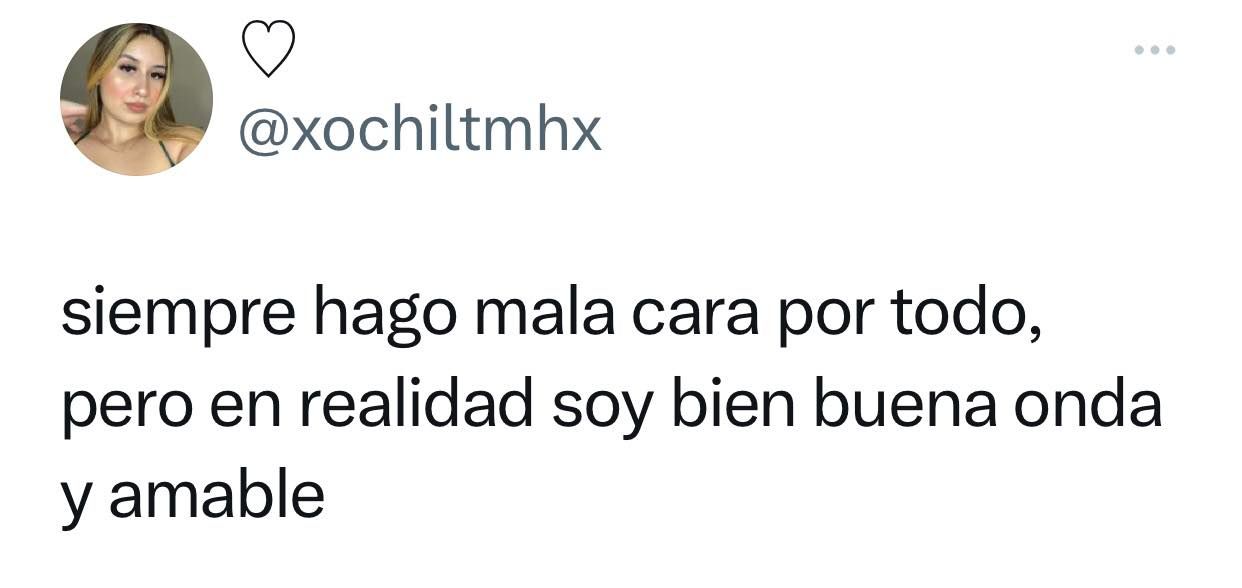 @xochiltmhx
siempre hago mala cara por todo,
pero en realidad soy bien buena onda
y amable